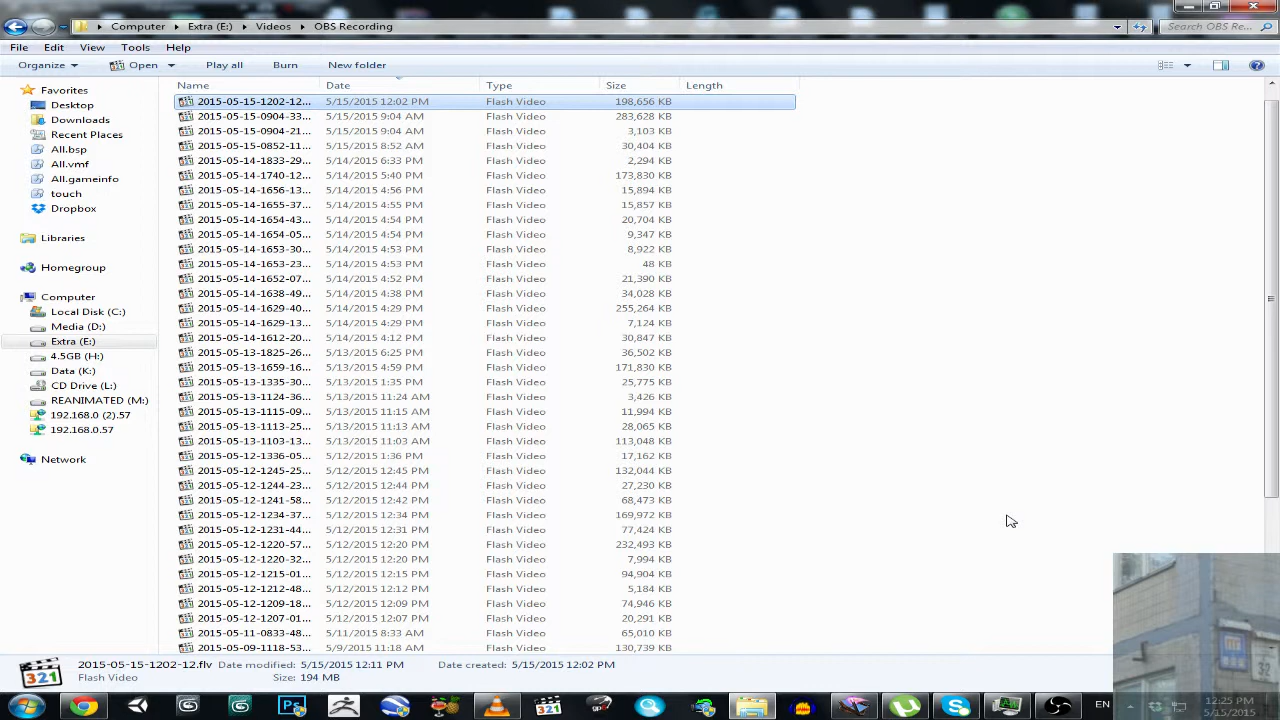 Computer Extra (E:) Videos OBS Recording Search OBS Re...
File Edit View Tools Help
Organize Open Play all Burn New folder
Name Date Type Size Length
Favorites
Desktop
Downloads
Recent Places
All.bsp
All.vmf
All.gameinfo
touch
Dropbox
Libraries
Homegroup
Computer
Local Disk (C:)
Media (D:)
Extra (E:)
4.5GB (H:)
Data (K:)
CD Drive (L:)
REANIMATED (M:)
192.168.0 (2).57
192.168.0.57
Network
2015-05-15-1202-12... 5/15/2015 12:02 PM Flash Video 198,656 KB
2015-05-15-0904-33... 5/15/2015 9:04 AM Flash Video 283,628 KB
2015-05-15-0904-21... 5/15/2015 9:04 AM Flash Video 3,103 KB
2015-05-15-0852-11... 5/15/2015 8:52 AM Flash Video 30,404 KB
2015-05-14-1833-29... 5/14/2015 6:33 PM Flash Video 2,294 KB
2015-05-14-1740-12... 5/14/2015 5:40 PM Flash Video 173,830 KB
2015-05-14-1656-13... 5/14/2015 4:56 PM Flash Video 15,894 KB
2015-05-14-1655-37... 5/14/2015 4:55 PM Flash Video 15,857 KB
2015-05-14-1654-43... 5/14/2015 4:54 PM Flash Video 20,704 KB
2015-05-14-1654-05... 5/14/2015 4:54 PM Flash Video 9,347 KB
2015-05-14-1653-30... 5/14/2015 4:53 PM Flash Video 8,922 KB
2015-05-14-1653-23... 5/14/2015 4:53 PM Flash Video 48 KB
2015-05-14-1652-07... 5/14/2015 4:52 PM Flash Video 21,390 KB
2015-05-14-1638-49... 5/14/2015 4:38 PM Flash Video 34,028 KB
2015-05-14-1629-40... 5/14/2015 4:29 PM Flash Video 255,264 KB
2015-05-14-1629-13... 5/14/2015 4:29 PM Flash Video 7,124 KB
2015-05-14-1612-20... 5/14/2015 4:12 PM Flash Video 30,847 KB
2015-05-13-1825-26... 5/13/2015 6:25 PM Flash Video 36,502 KB
2015-05-13-1659-16... 5/13/2015 4:59 PM Flash Video 171,830 KB
2015-05-13-1335-30... 5/13/2015 1:35 PM Flash Video 25,775 KB
2015-05-13-1124-36... 5/13/2015 11:24 AM Flash Video 3,426 KB
2015-05-13-1115-09... 5/13/2015 11:15 AM Flash Video 11,994 KB
2015-05-13-1113-25... 5/13/2015 11:13 AM Flash Video 28,065 KB
2015-05-13-1103-13... 5/13/2015 11:03 AM Flash Video 113,048 KB
2015-05-12-1336-05... 5/12/2015 1:36 PM Flash Video 17,162 KB
2015-05-12-1245-25... 5/12/2015 12:45 PM Flash Video 132,044 KB
2015-05-12-1244-23... 5/12/2015 12:44 PM Flash Video 27,230 KB
2015-05-12-1241-58... 5/12/2015 12:42 PM Flash Video 68,473 KB
2015-05-12-1234-37... 5/12/2015 12:34 PM Flash Video 169,972 KB
2015-05-12-1231-44... 5/12/2015 12:31 PM Flash Video 77,424 KB
2015-05-12-1220-57... 5/12/2015 12:20 PM Flash Video 232,493 KB
2015-05-12-1220-32... 5/12/2015 12:20 PM Flash Video 7,994 KB
2015-05-12-1215-01... 5/12/2015 12:15 PM Flash Video 94,904 KB
2015-05-12-1212-48... 5/12/2015 12:12 PM Flash Video 5,184 KB
2015-05-12-1209-18... 5/12/2015 12:09 PM Flash Video 74,946 KB
2015-05-12-1207-01... 5/12/2015 12:07 PM Flash Video 20,291 KB
2015-05-11-0833-48... 5/11/2015 8:33 AM Flash Video 65,010 KB
2015-05-09-1118-53... 5/9/2015 11:18 AM Flash Video 130,739 KB
321
2015-05-15-1202-12.flv Date modified: 5/15/2015 12:11 PM Date created: 5/15/2015 12:02 PM
Flash Video Size: 194 MB
32
Ps 321 EN 12:25 PM
5/15/2015